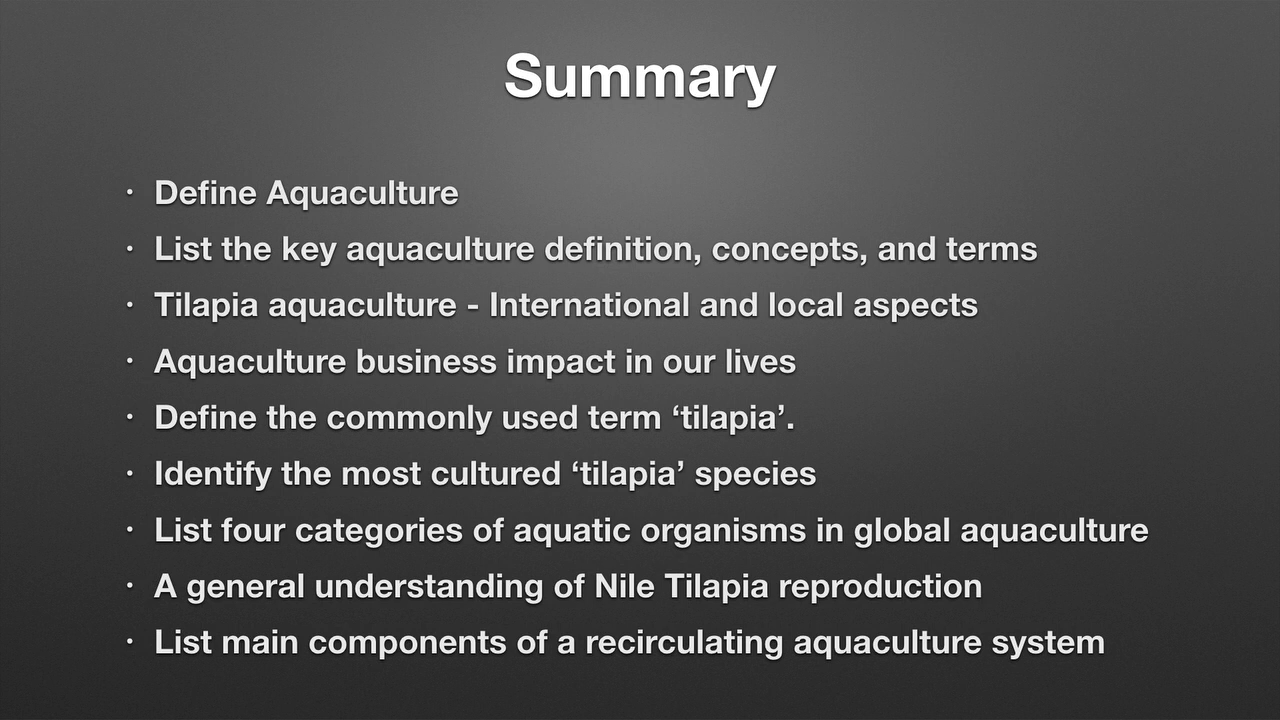 Summary
· Define Aquaculture
· List the key aquaculture definition, concepts, and terms
· Tilapia aquaculture - International and local aspects
· Aquaculture business impact in our lives
· Define the commonly used term ‘tilapia’.
· Identify the most cultured ‘tilapia’ species
· List four categories of aquatic organisms in global aquaculture
· A general understanding of Nile Tilapia reproduction
· List main components of a recirculating aquaculture system